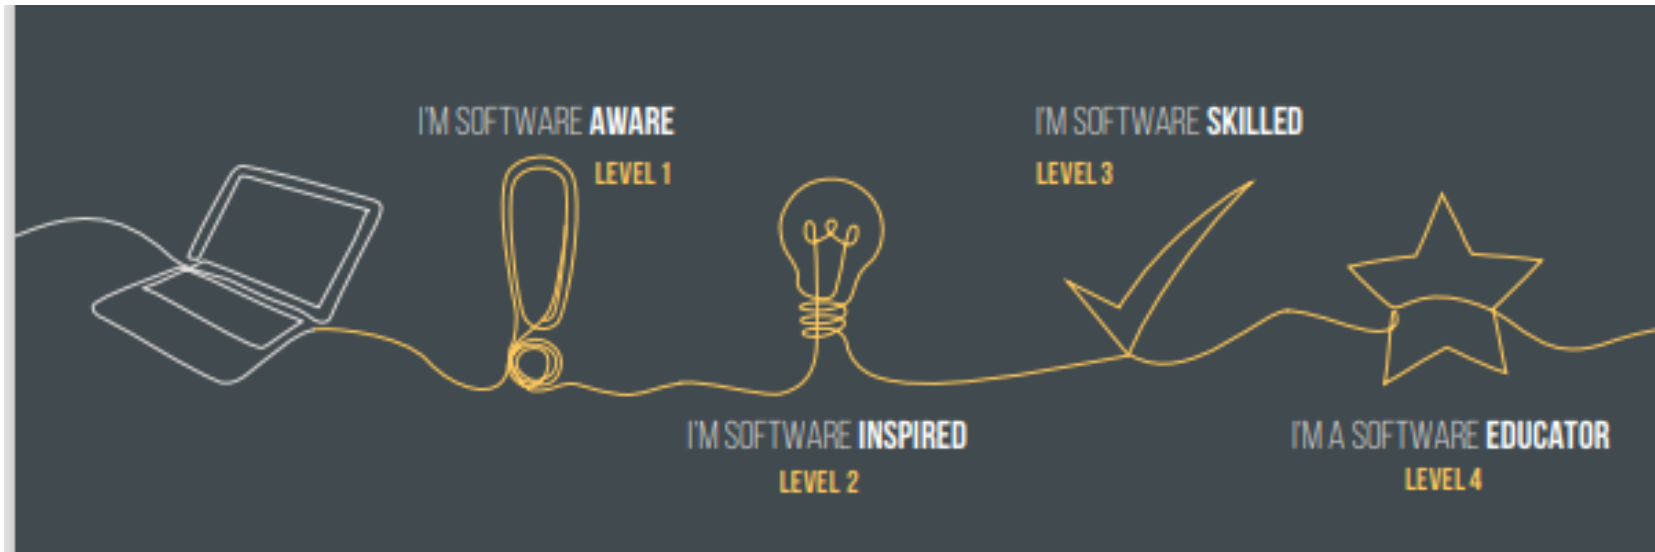 I'M SOFTWARE AWARE
LEVEL 1
I'M SOFTWARE INSPIRED
LEVEL 2
I'M SOFTWARE SKILLED
LEVEL 3
I'M A SOFTWARE EDUCATOR
LEVEL 4